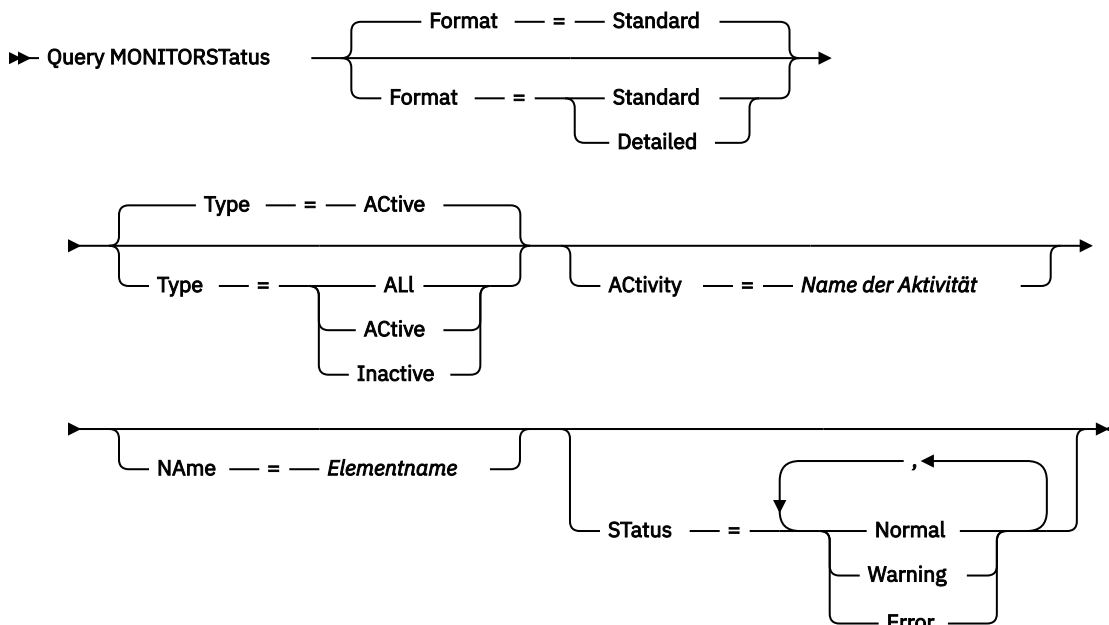 Format = Standard
Query MONITORSTatus
Format = Standard
Detailed
Type = ACtive
Type = ALl
ACtivity = Name der Aktivität
ACtive
Inactive
NAme = Elementname
,
STatus = Normal
Warning
Error